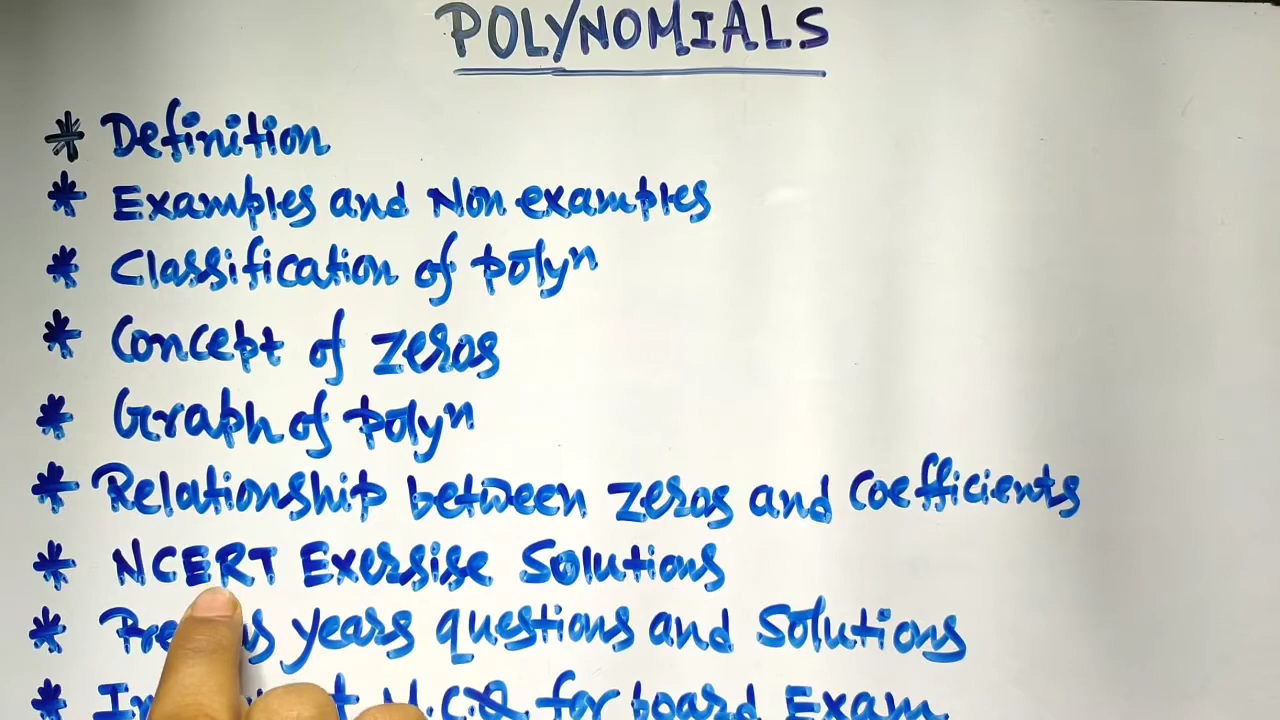 POLYNOMIALS
* Definition
* Examples and Non examples
* Classification of polyⁿ
* Concept of zeros
* Graph of polyⁿ
* Relationship between zeros and Coefficients
* NCERT Exersise Solutions
* years questions and Solutions
* M.C.Q for board Exam